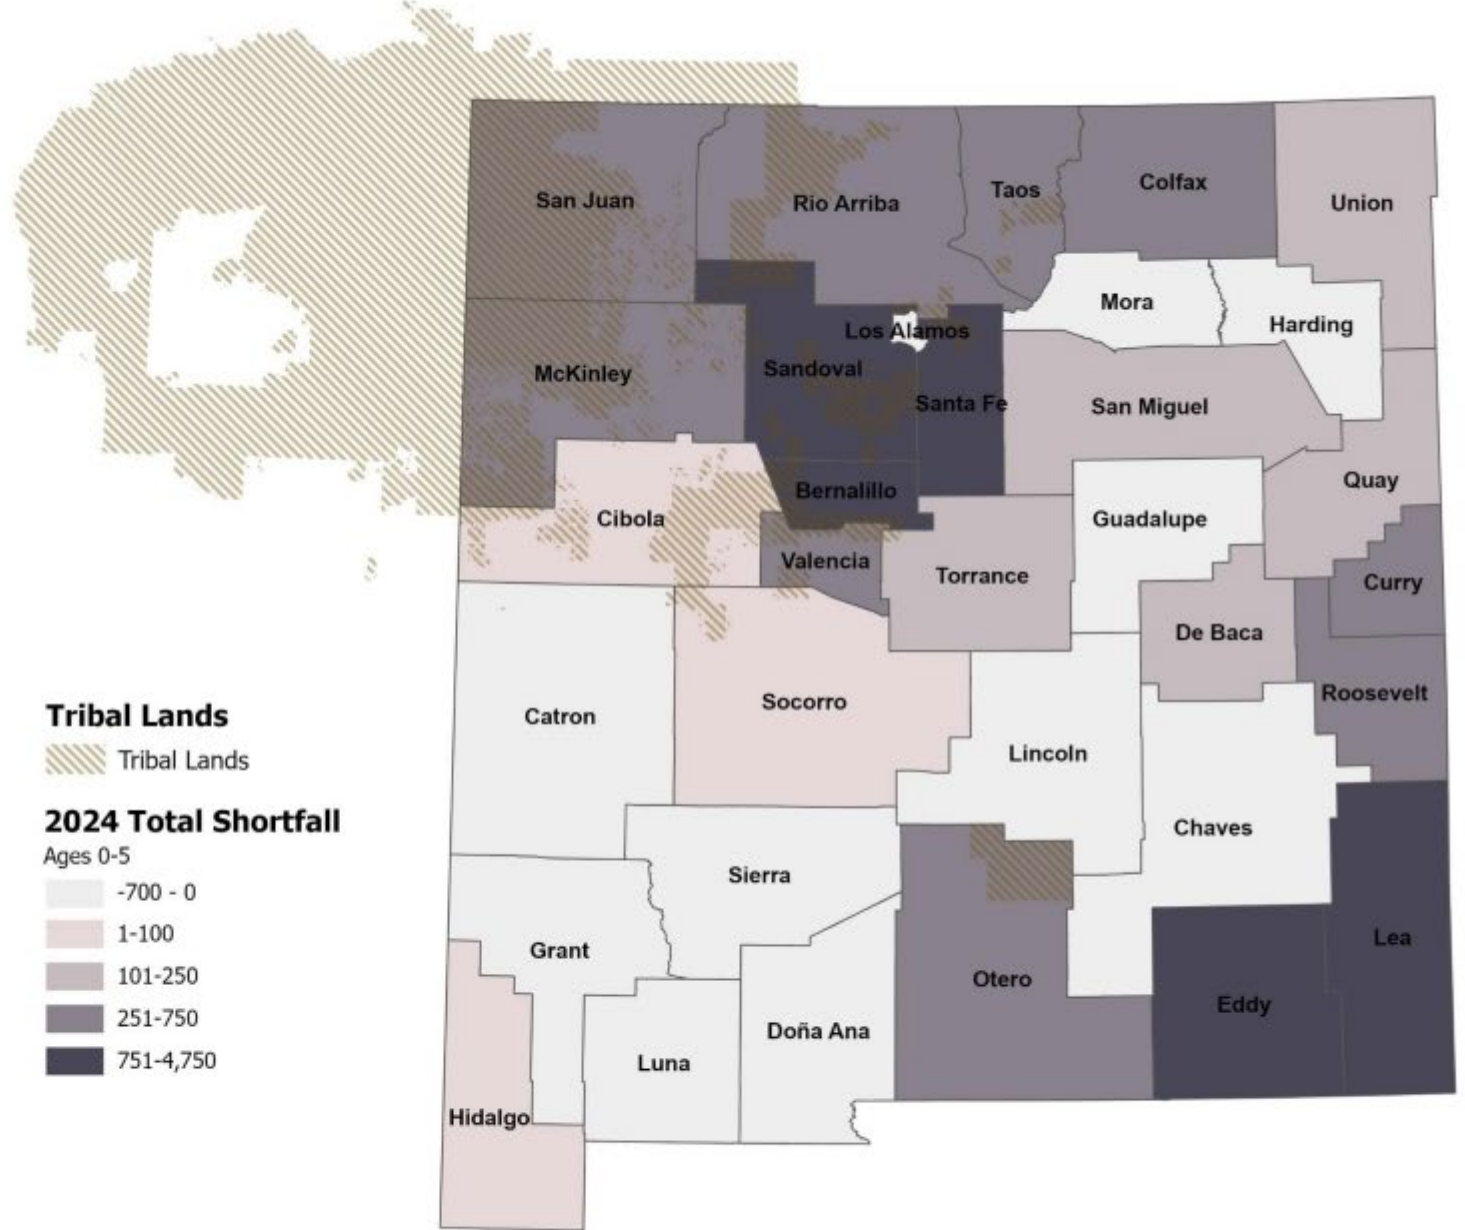 San Juan
Rio Arriba
Taos
Colfax
Union
Mora
Harding
Los Alamos
McKinley
Sandoval
Santa Fe
San Miguel
Quay
Bernalillo
Cibola
Guadalupe
Valencia
Torrance
Curry
De Baca
Roosevelt
Catron
Socorro
Lincoln
Chaves
Sierra
Grant
Otero
Lea
Eddy
Doña Ana
Luna
Hidalgo
Tribal Lands
Tribal Lands
2024 Total Shortfall
Ages 0-5
-700 - 0
1-100
101-250
251-750
751-4,750